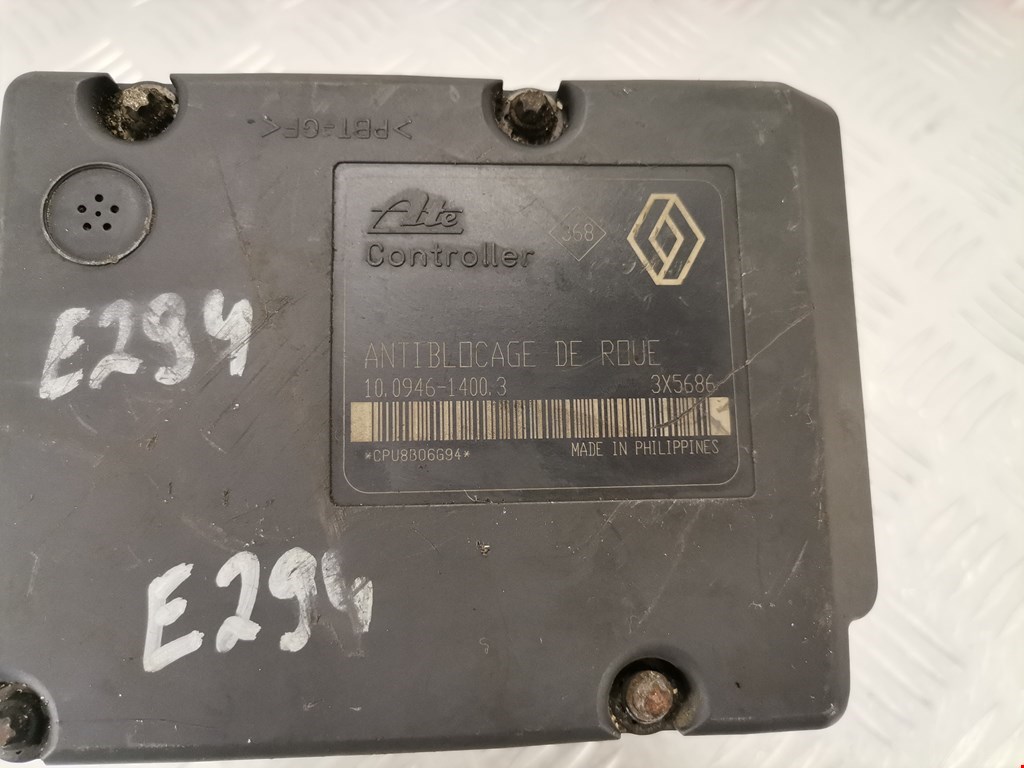 >PBT-GF<
Ate
Controller
368
ANTIBLOCAGE DE ROUE
10.0946-1400.3 3X5686
*CPU8B06G94* MADE IN PHILIPPINES
E294
E294